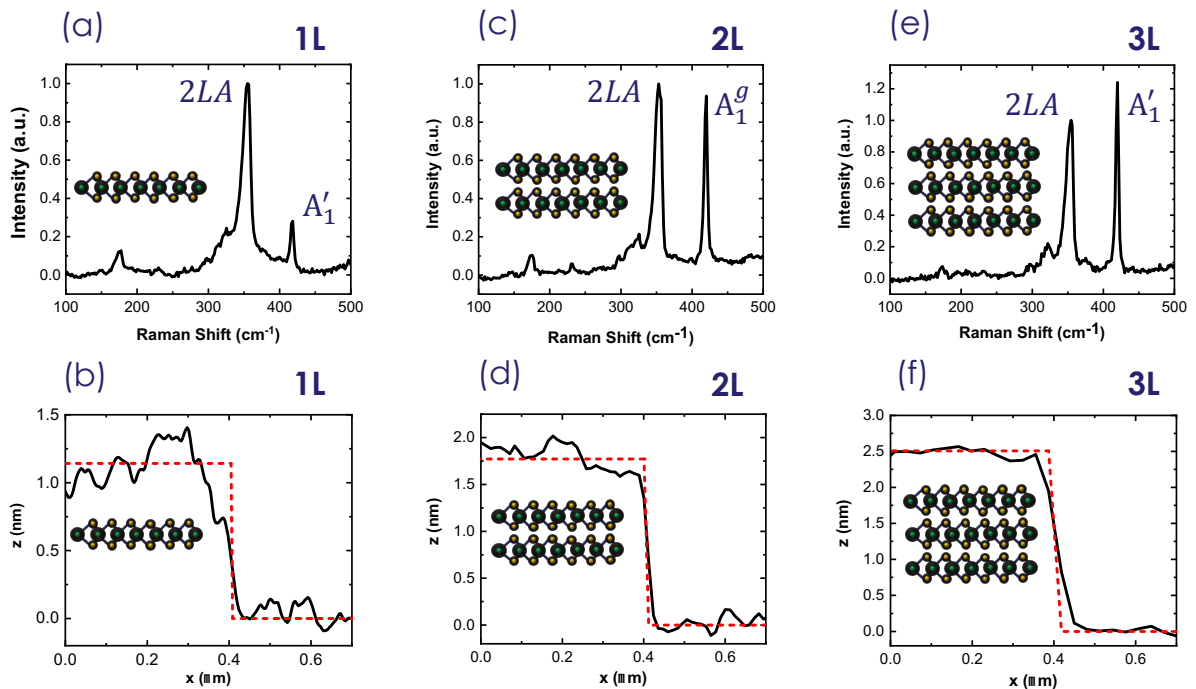 (a) 1L
2LA
A′₁
Intensity (a.u.)
1.0
0.8
0.6
0.4
0.2
0.0
100 200 300 400 500
Raman Shift (cm⁻¹)
(c) 2L
2LA
A₁ᵍ
Intensity (a.u.)
1.0
0.8
0.6
0.4
0.2
0.0
100 200 300 400 500
Raman Shift (cm⁻¹)
(e) 3L
2LA
A′₁
Intensity (a.u.)
1.2
1.0
0.8
0.6
0.4
0.2
0.0
100 200 300 400 500
Raman Shift (cm⁻¹)
(b) 1L
z (nm)
1.5
1.0
0.5
0.0
0.0 0.2 0.4 0.6
(d) 2L
z (nm)
2.0
1.5
1.0
0.5
0.0
0.0 0.2 0.4 0.6
(f) 3L
z (nm)
3.0
2.5
2.0
1.5
1.0
0.5
0.0
0.0 0.2 0.4 0.6